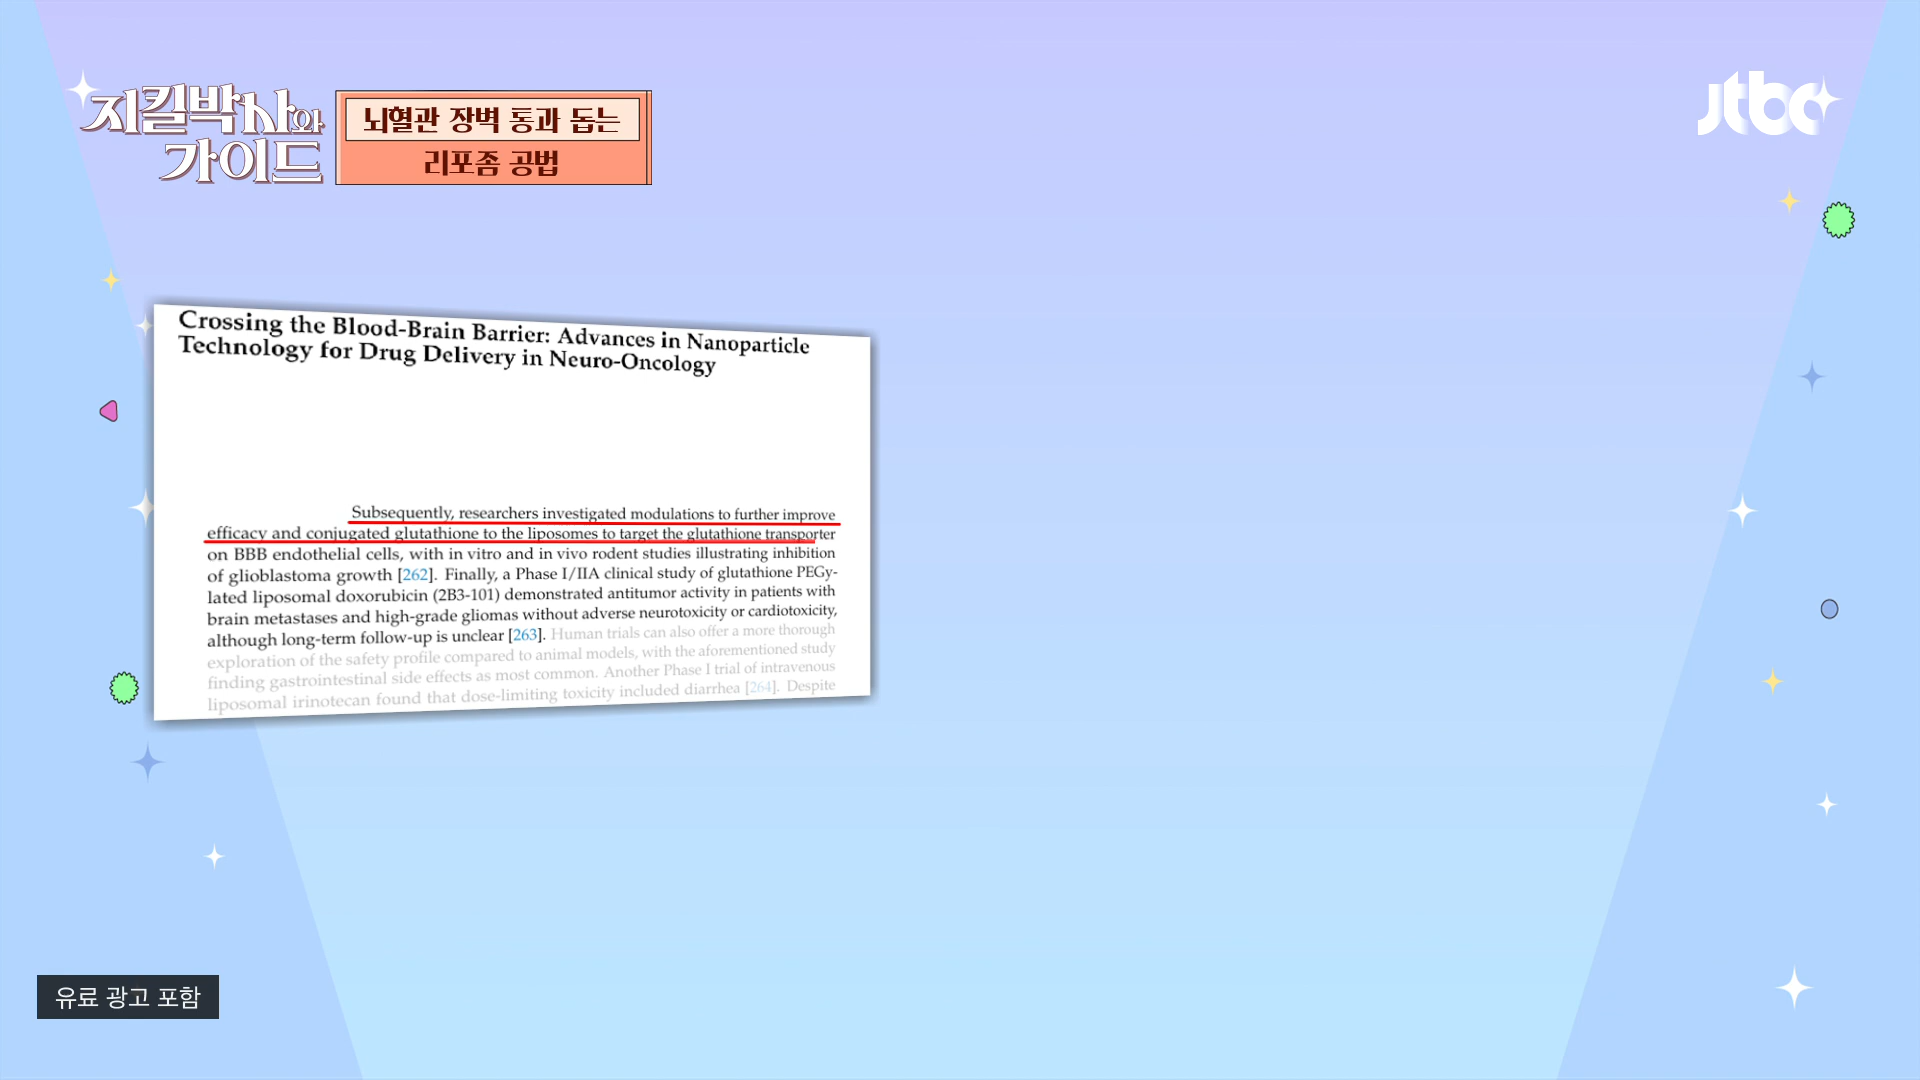 지킬박사와
가이드
뇌혈관 장벽 통과 돕는
리포좀 공법
jtbc
Crossing the Blood-Brain Barrier: Advances in Nanoparticle
Technology for Drug Delivery in Neuro-Oncology
Subsequently, researchers investigated modulations to further improve
efficacy and conjugated glutathione to the liposomes to target the glutathione transporter
on BBB endothelial cells, with in vitro and in vivo rodent studies illustrating inhibition
of glioblastoma growth [262]. Finally, a Phase I/IIA clinical study of glutathione PEGy-
lated liposomal doxorubicin (2B3-101) demonstrated antitumor activity in patients with
brain metastases and high-grade gliomas without adverse neurotoxicity or cardiotoxicity,
although long-term follow-up is unclear [263]. Human trials can also offer a more thorough
exploration of the safety profile compared to animal models, with the aforementioned study
finding gastrointestinal side effects as most common. Another Phase I trial of intravenous
liposomal irinotecan found that dose-limiting toxicity included diarrhea [264]. Despite
유료 광고 포함